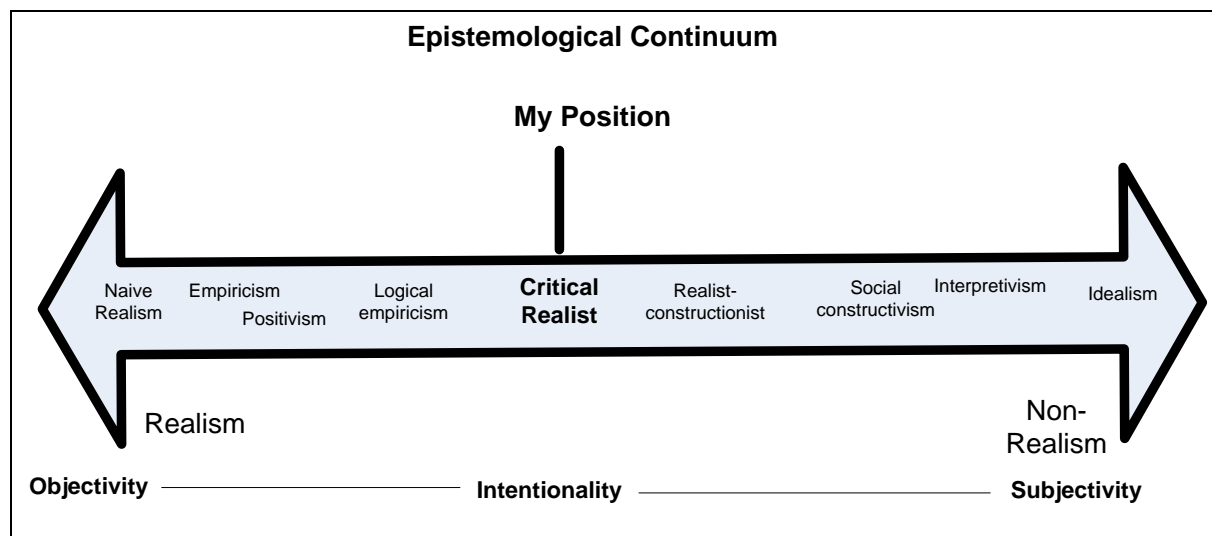 Epistemological Continuum
My Position
Naive
Realism
Empiricism
Positivism
Logical
empiricism
Critical
Realist
Realist-
constructionist
Social
constructivism
Interpretivism
Idealism
Realism
Non-
Realism
Objectivity
Intentionality
Subjectivity